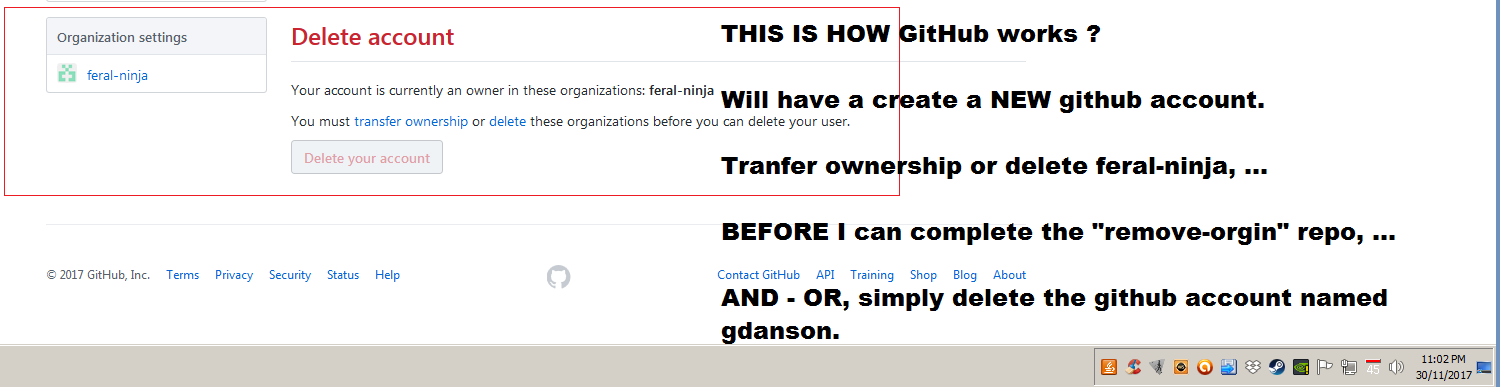 Organization settings
feral-ninja
Delete account
Your account is currently an owner in these organizations: feral-ninja
You must transfer ownership or delete these organizations before you can delete your user.
Delete your account
THIS IS HOW GitHub works ?
Will have a create a NEW github account.
Tranfer ownership or delete feral-ninja, ...
BEFORE I can complete the "remove-orgin" repo, ...
AND - OR, simply delete the github account named
gdanson.
© 2017 GitHub, Inc. Terms Privacy Security Status Help
Contact GitHub API Training Shop Blog About
45
11:02 PM
30/11/2017